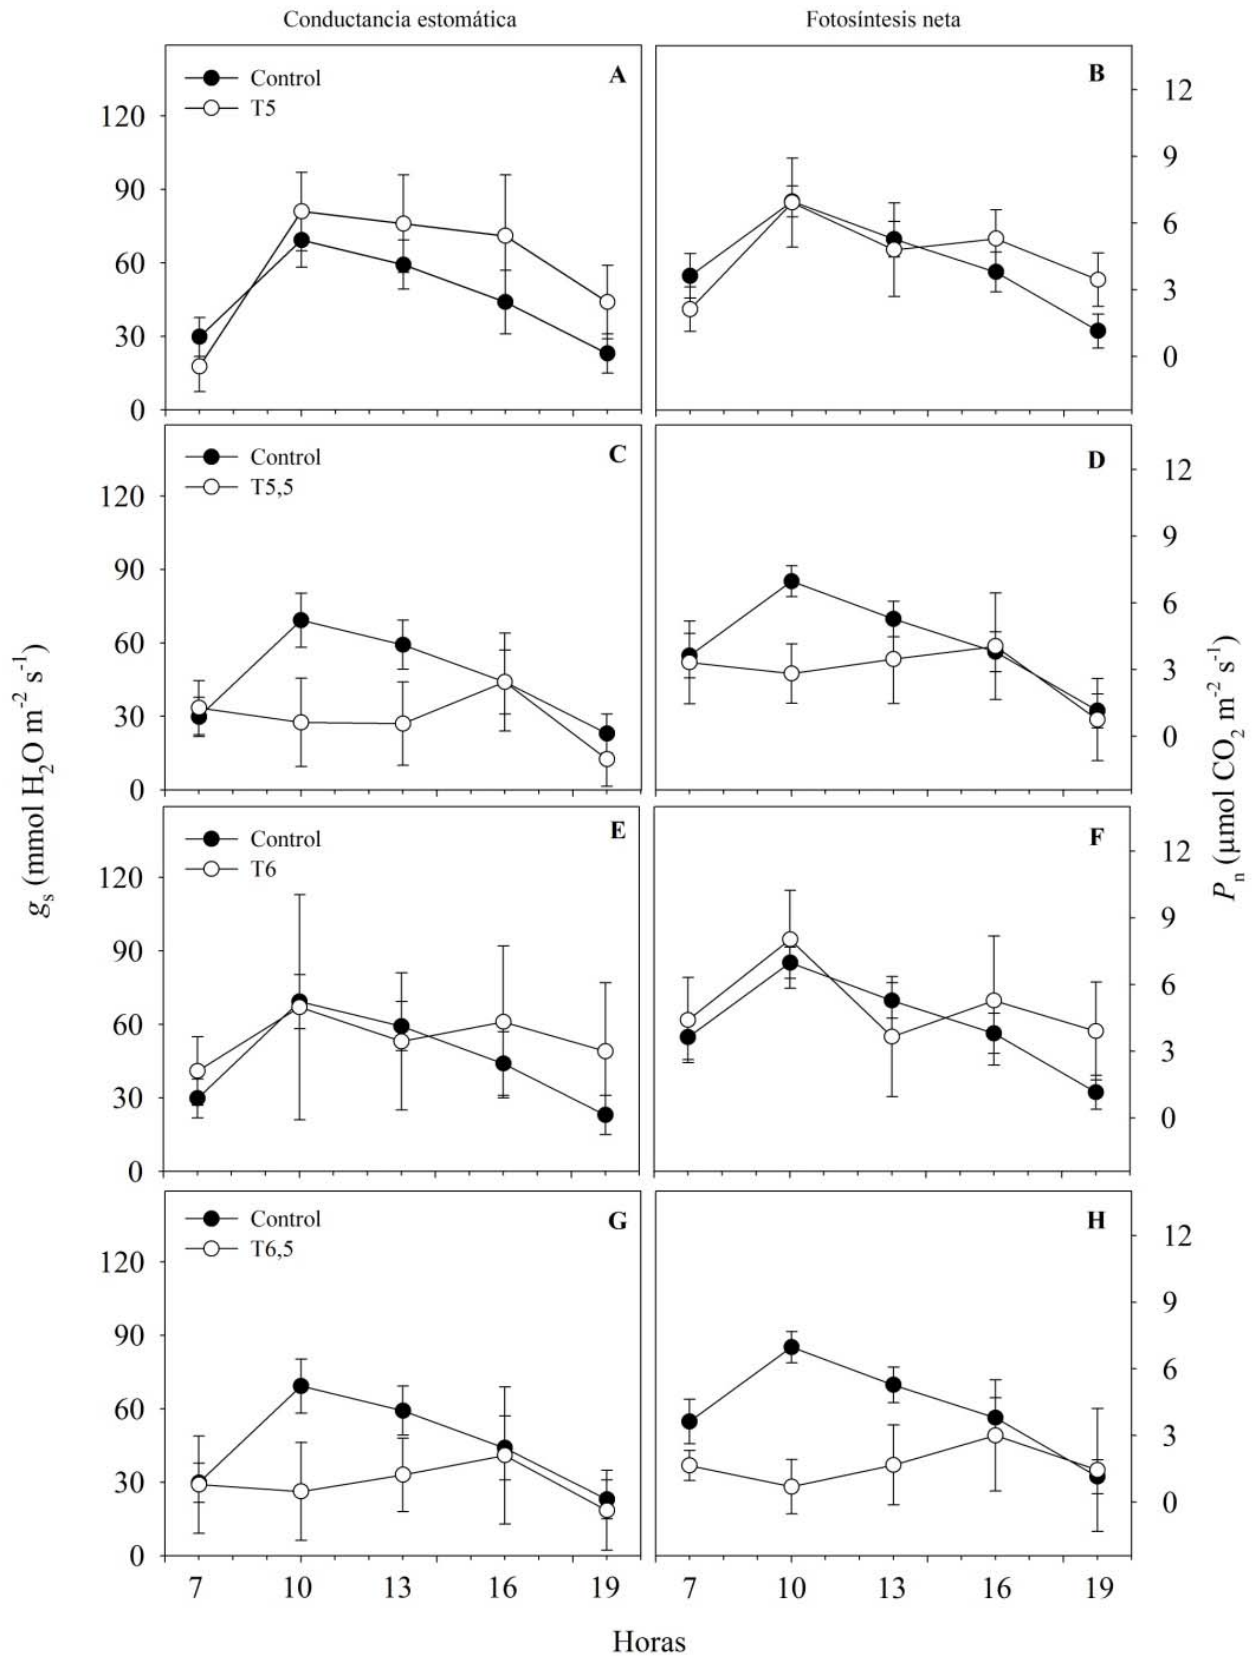 Conductancia estomática
Fotosíntesis neta
Control
T5
A
120
90
60
30
0
B
12
9
6
3
0
Control
T5,5
C
120
90
60
30
0
D
12
9
6
3
0
gs (mmol H2O m-2 s-1)
Pn (µmol CO2 m-2 s-1)
Control
T6
E
120
90
60
30
0
F
12
9
6
3
0
Control
T6,5
G
120
90
60
30
0
H
12
9
6
3
0
7 10 13 16 19
7 10 13 16 19
Horas